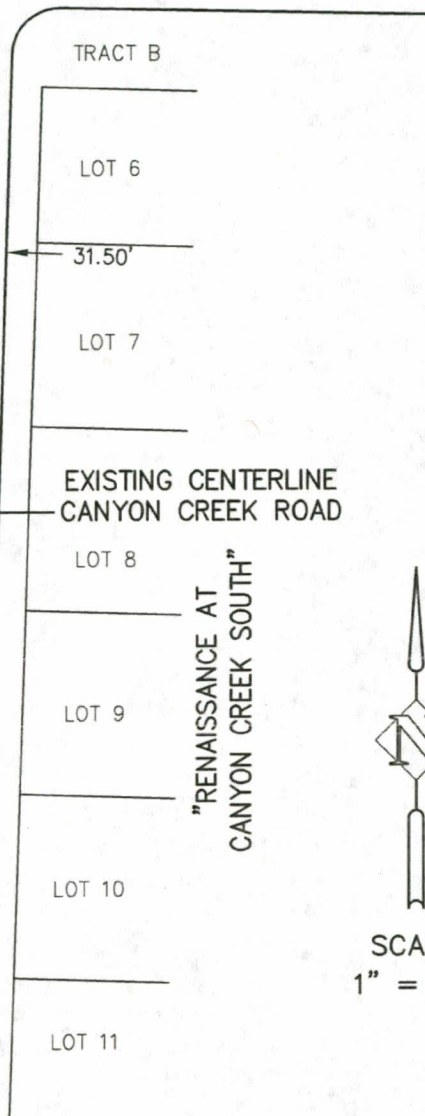 TRACT B
LOT 6
31.50'
LOT 7
EXISTING CENTERLINE
CANYON CREEK ROAD
LOT 8
"RENAISSANCE AT
CANYON CREEK SOUTH"
LOT 9
N
LOT 10
SCA
1" =
LOT 11